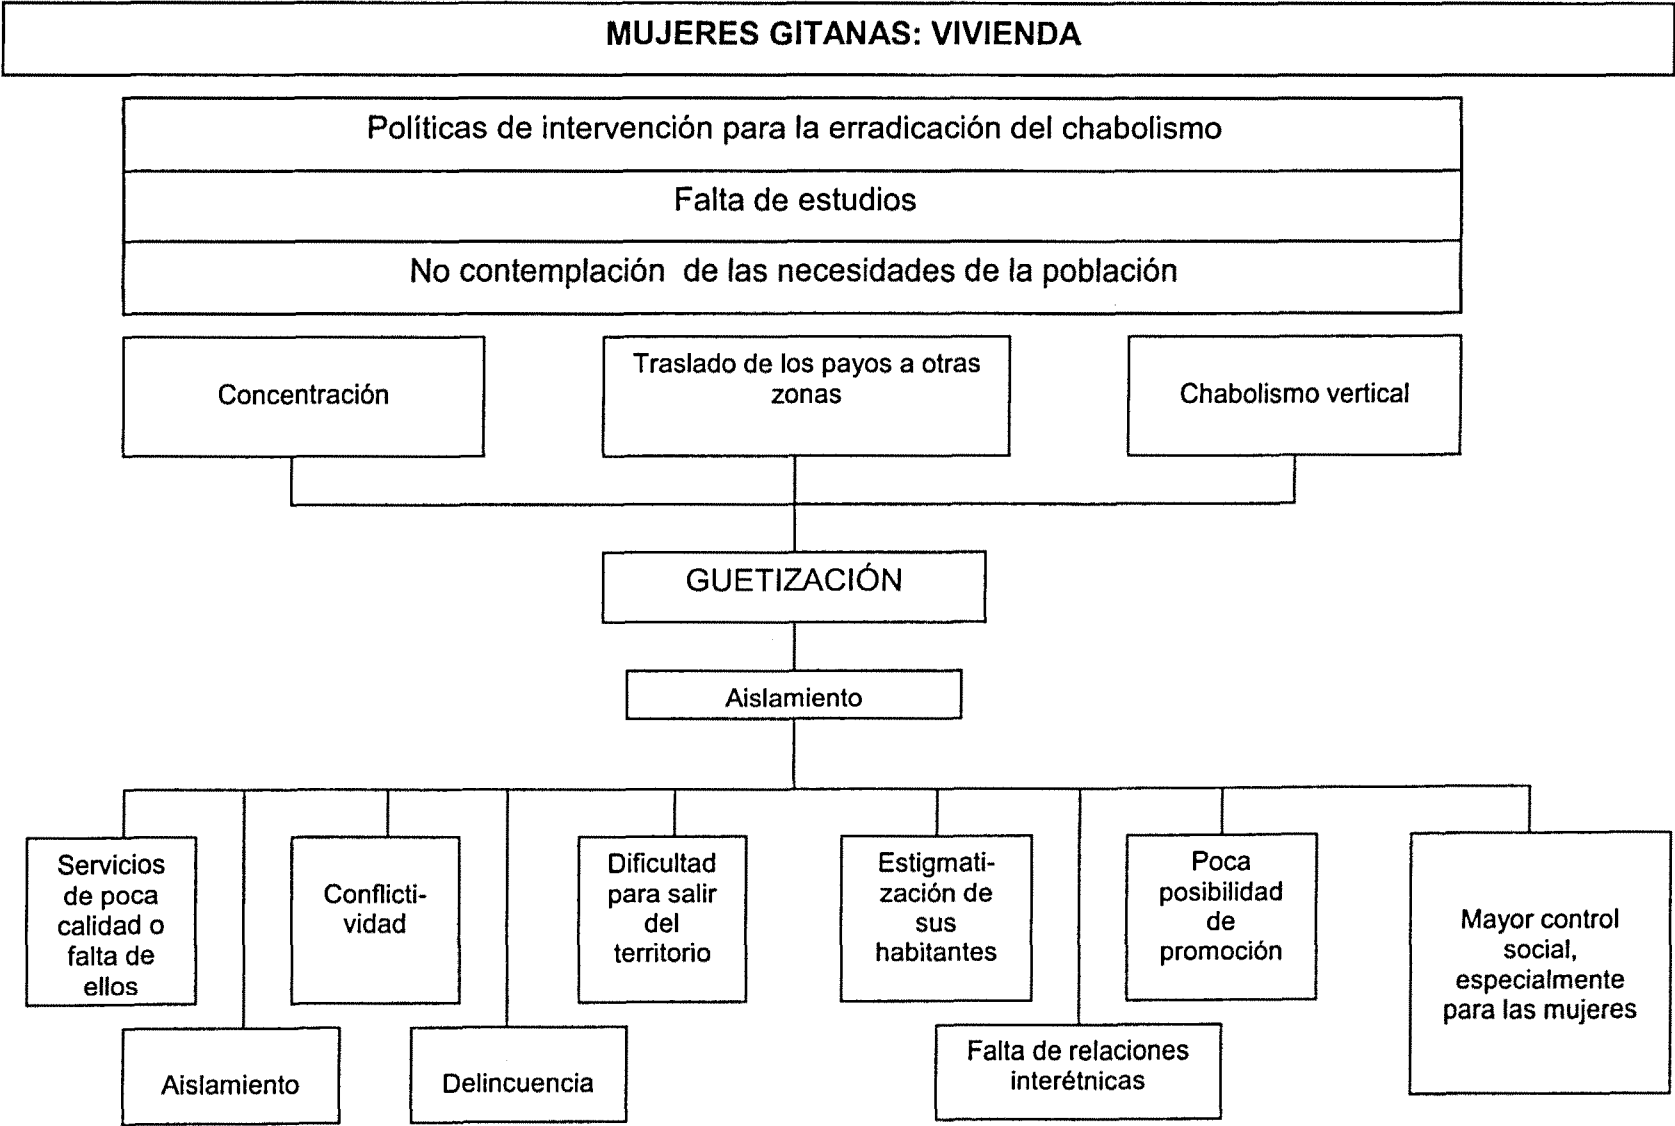 MUJERES GITANAS: VIVIENDA
Políticas de intervención para la erradicación del chabolismo
Falta de estudios
No contemplación de las necesidades de la población
Concentración
Traslado de los payos a otras
zonas
Chabolismo vertical
GUETIZACIÓN
Aislamiento
Servicios
de poca
calidad o
falta de
ellos
Conflicti-
vidad
Dificultad
para salir
del
territorio
Estigmati-
zación de
sus
habitantes
Poca
posibilidad
de
promoción
Mayor control
social,
especialmente
para las mujeres
Aislamiento
Delincuencia
Falta de relaciones
interétnicas